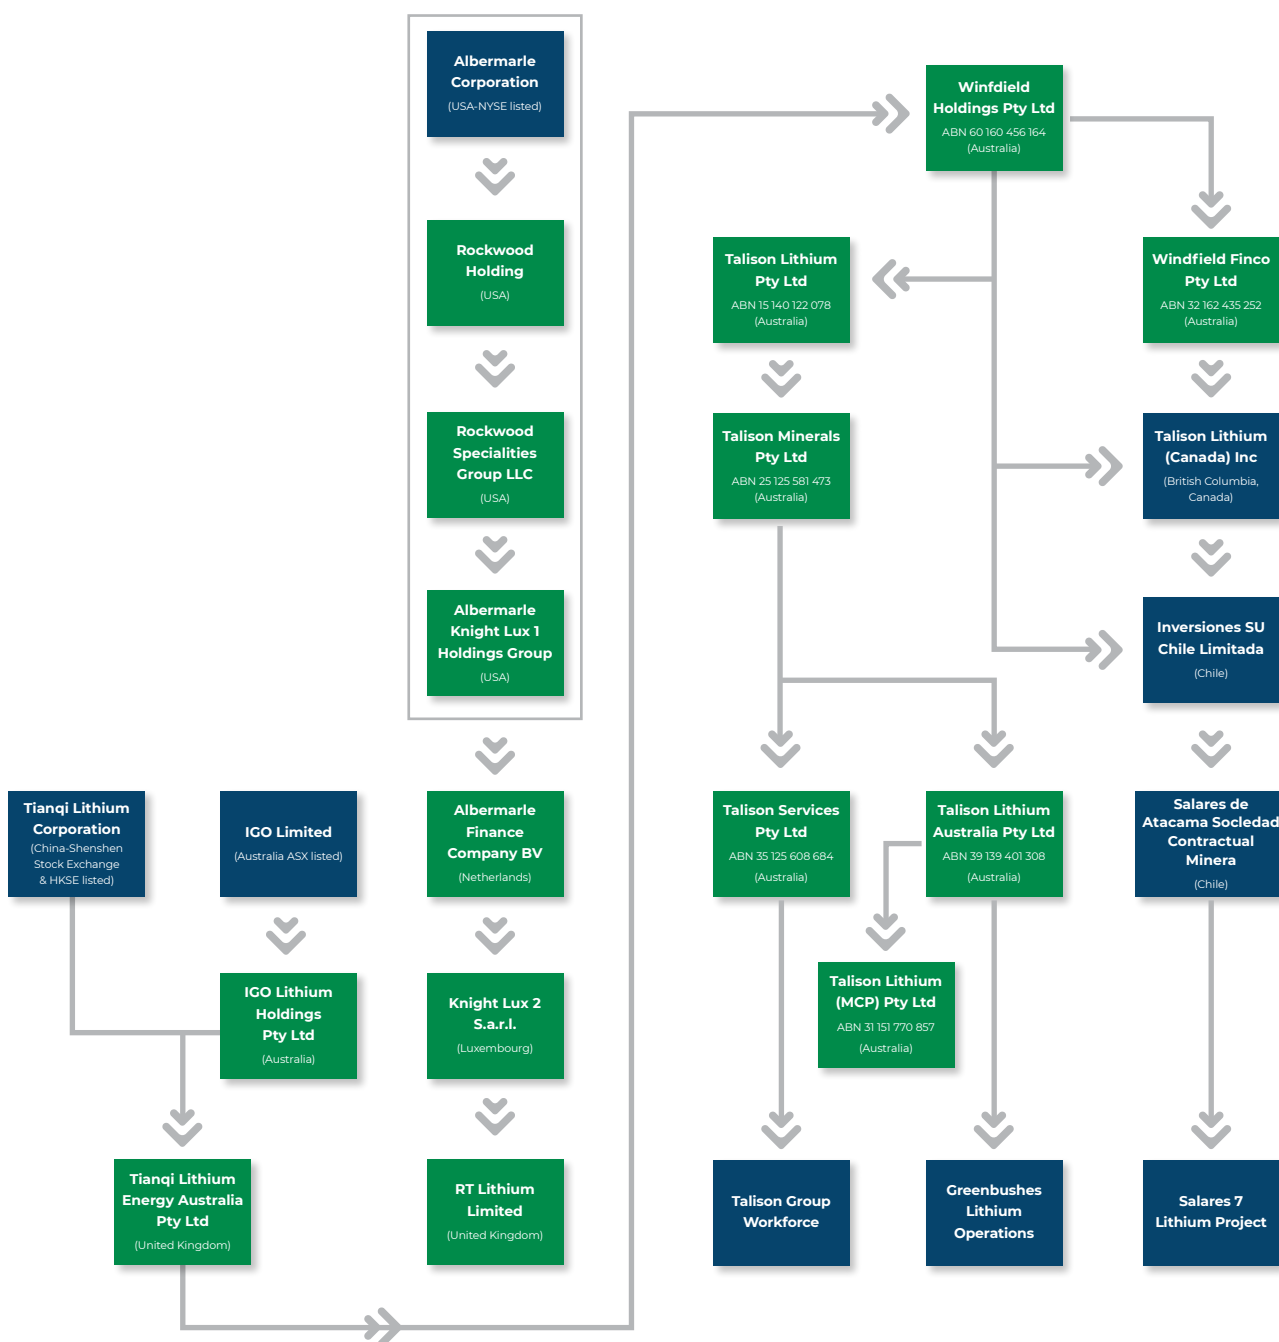 Albermarle
Corporation
(USA-NYSE listed)
Rockwood
Holding
(USA)
Rockwood
Specialities
Group LLC
(USA)
Albermarle
Knight Lux 1
Holdings Group
(USA)
Tianqi Lithium
Corporation
(China-Shenshen
Stock Exchange
& HKSE listed)
IGO Limited
(Australia ASX listed)
Albermarle
Finance
Company BV
(Netherlands)
IGO Lithium
Holdings
Pty Ltd
(Australia)
Knight Lux 2
S.a.r.l.
(Luxembourg)
Tianqi Lithium
Energy Australia
Pty Ltd
(United Kingdom)
RT Lithium
Limited
(United Kingdom)
Winfdield
Holdings Pty Ltd
ABN 60 160 456 164
(Australia)
Talison Lithium
Pty Ltd
ABN 15 140 122 078
(Australia)
Windfield Finco
Pty Ltd
ABN 32 162 435 252
(Australia)
Talison Minerals
Pty Ltd
ABN 25 125 581 473
(Australia)
Talison Lithium
(Canada) Inc
(British Columbia,
Canada)
Inversiones SU
Chile Limitada
(Chile)
Talison Services
Pty Ltd
ABN 35 125 608 684
(Australia)
Talison Lithium
Australia Pty Ltd
ABN 39 139 401 308
(Australia)
Salares de
Atacama Sociedad
Contractual
Minera
(Chile)
Talison Lithium
(MCP) Pty Ltd
ABN 31 151 770 857
(Australia)
Talison Group
Workforce
Greenbushes
Lithium
Operations
Salares 7
Lithium Project